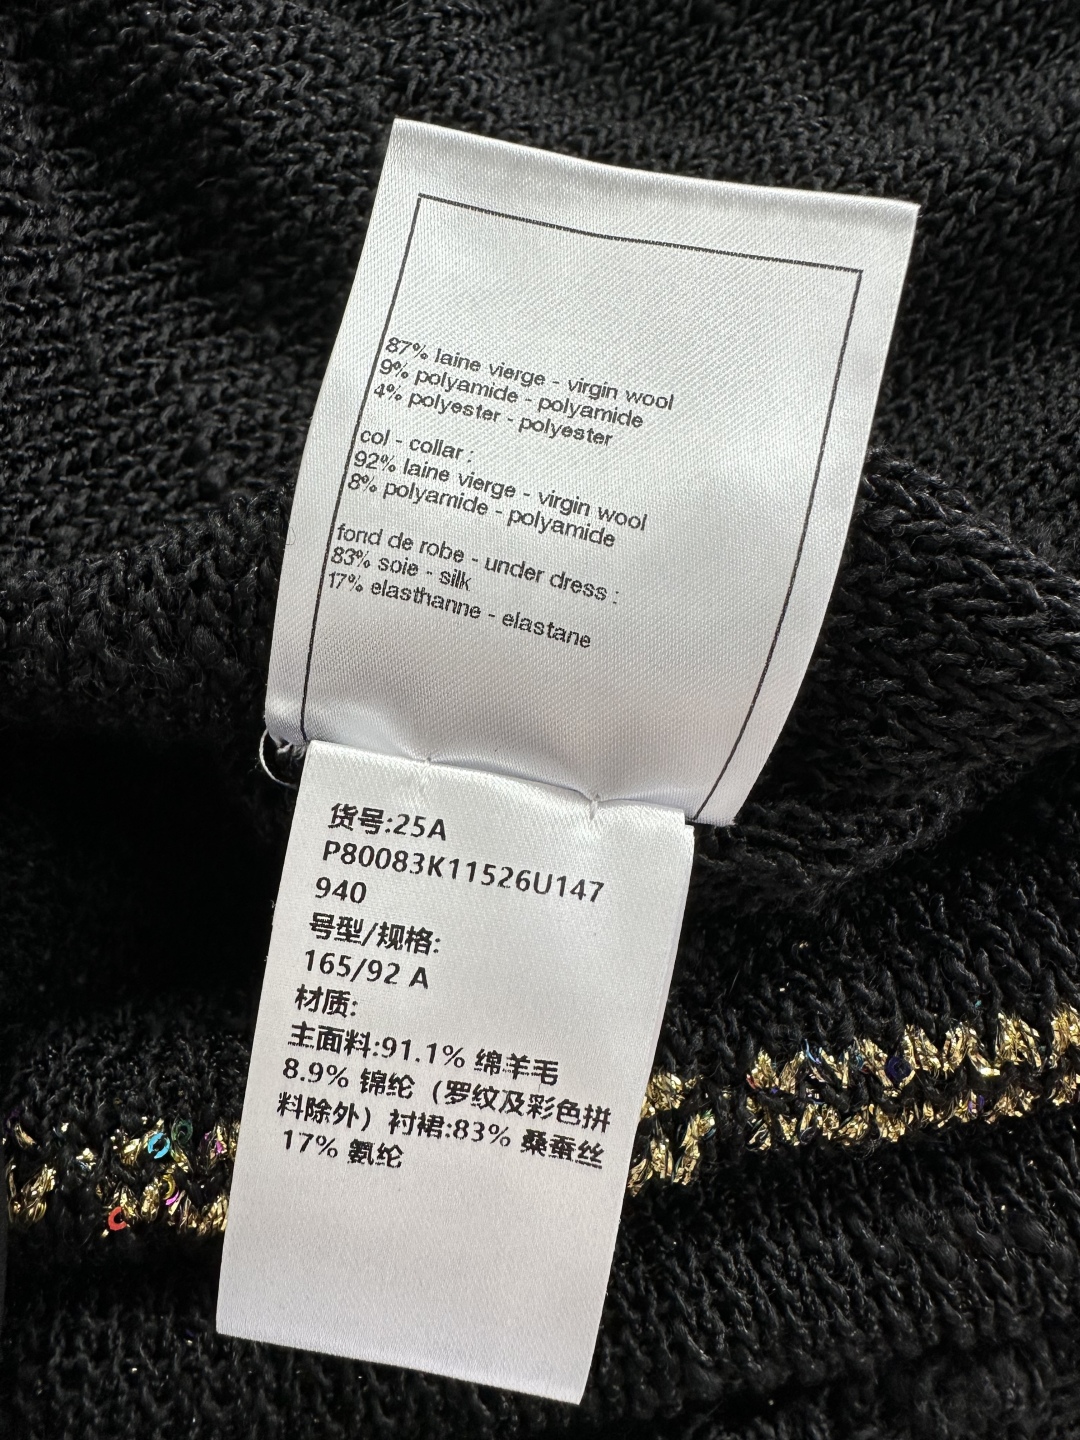 87% laine vierge - virgin wool
9% polyamide - polyamide
4% polyester - polyester
col - collar :
92% laine vierge - virgin wool
8% polyamide - polyamide
fond de robe - under dress :
83% soie - silk
17% elasthanne - elastane
货号:25A
P80083K11526U147
940
号型/规格:
165/92 A
材质:
主面料:91.1% 绵羊毛
8.9% 锦纶（罗纹及彩色拼
料除外）衬裙:83% 桑蚕丝
17% 氨纶